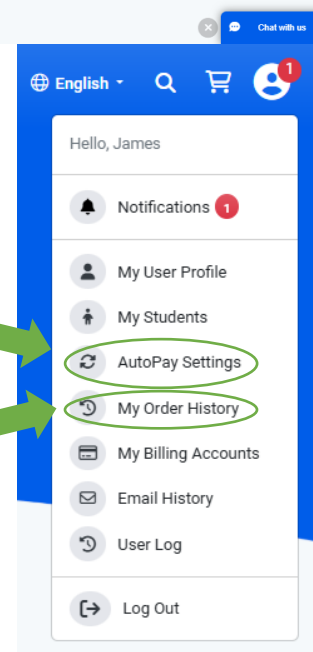 Chat with us
English
1
Hello, James
Notifications 1
My User Profile
My Students
AutoPay Settings
My Order History
My Billing Accounts
Email History
User Log
Log Out